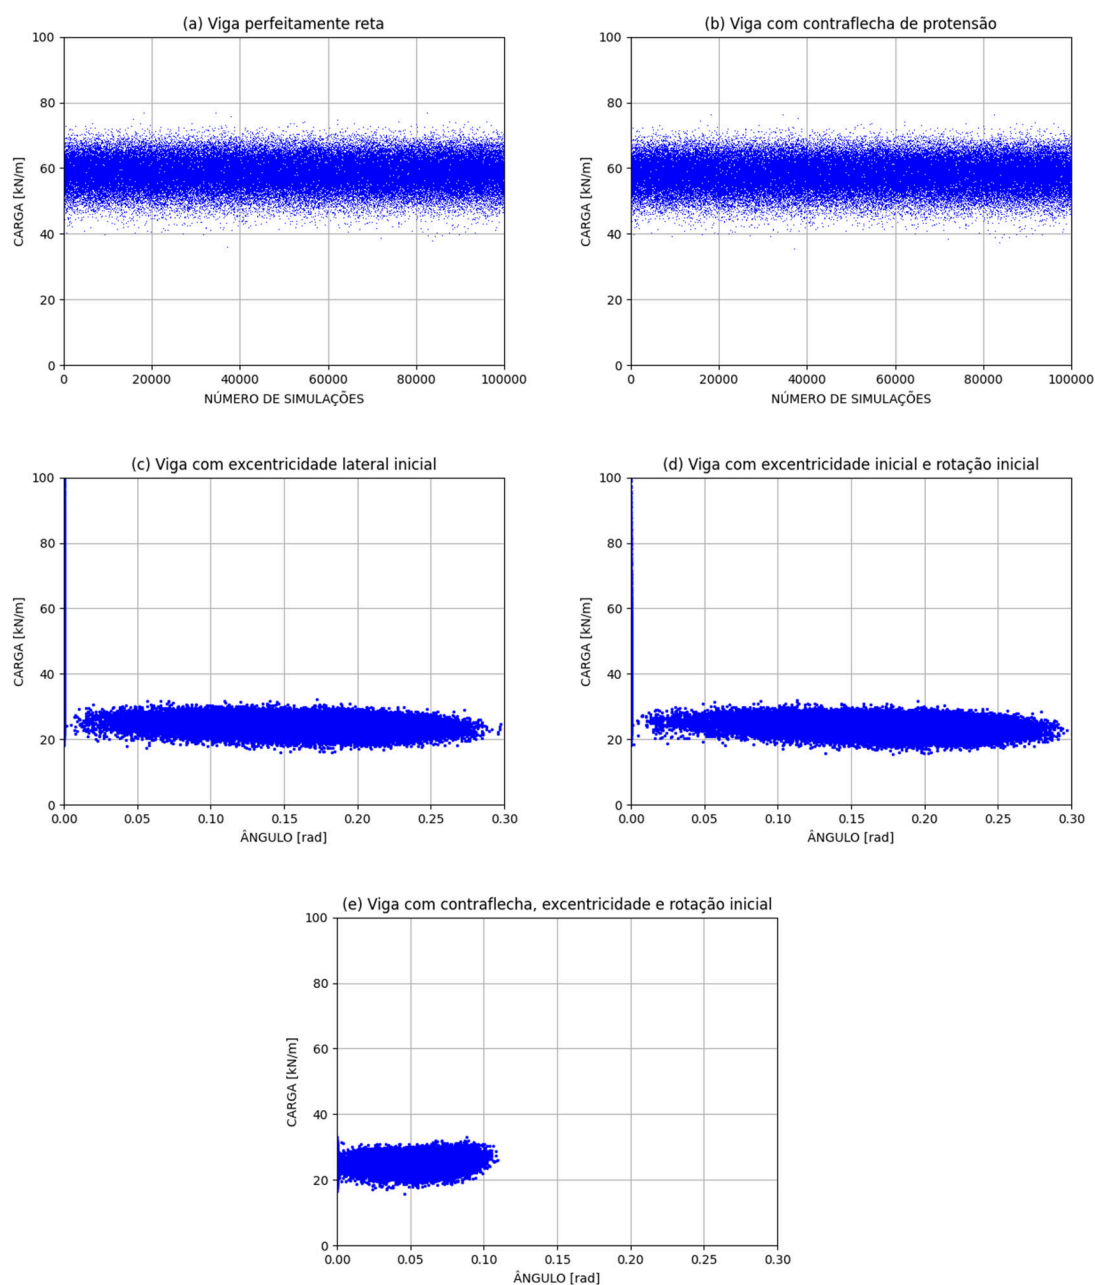 (a) Viga perfeitamente reta
100
80
60
40
20
0
CARGA [kN/m]
0 20000 40000 60000 80000 100000
NÚMERO DE SIMULAÇÕES
(b) Viga com contraflecha de protensão
100
80
60
40
20
0
CARGA [kN/m]
0 20000 40000 60000 80000 100000
NÚMERO DE SIMULAÇÕES
(c) Viga com excentricidade lateral inicial
100
80
60
40
20
0
CARGA [kN/m]
0.00 0.05 0.10 0.15 0.20 0.25 0.30
ÂNGULO [rad]
(d) Viga com excentricidade inicial e rotação inicial
100
80
60
40
20
0
CARGA [kN/m]
0.00 0.05 0.10 0.15 0.20 0.25 0.30
ÂNGULO [rad]
(e) Viga com contraflecha, excentricidade e rotação inicial
100
80
60
40
20
0
CARGA [kN/m]
0.00 0.05 0.10 0.15 0.20 0.25 0.30
ÂNGULO [rad]